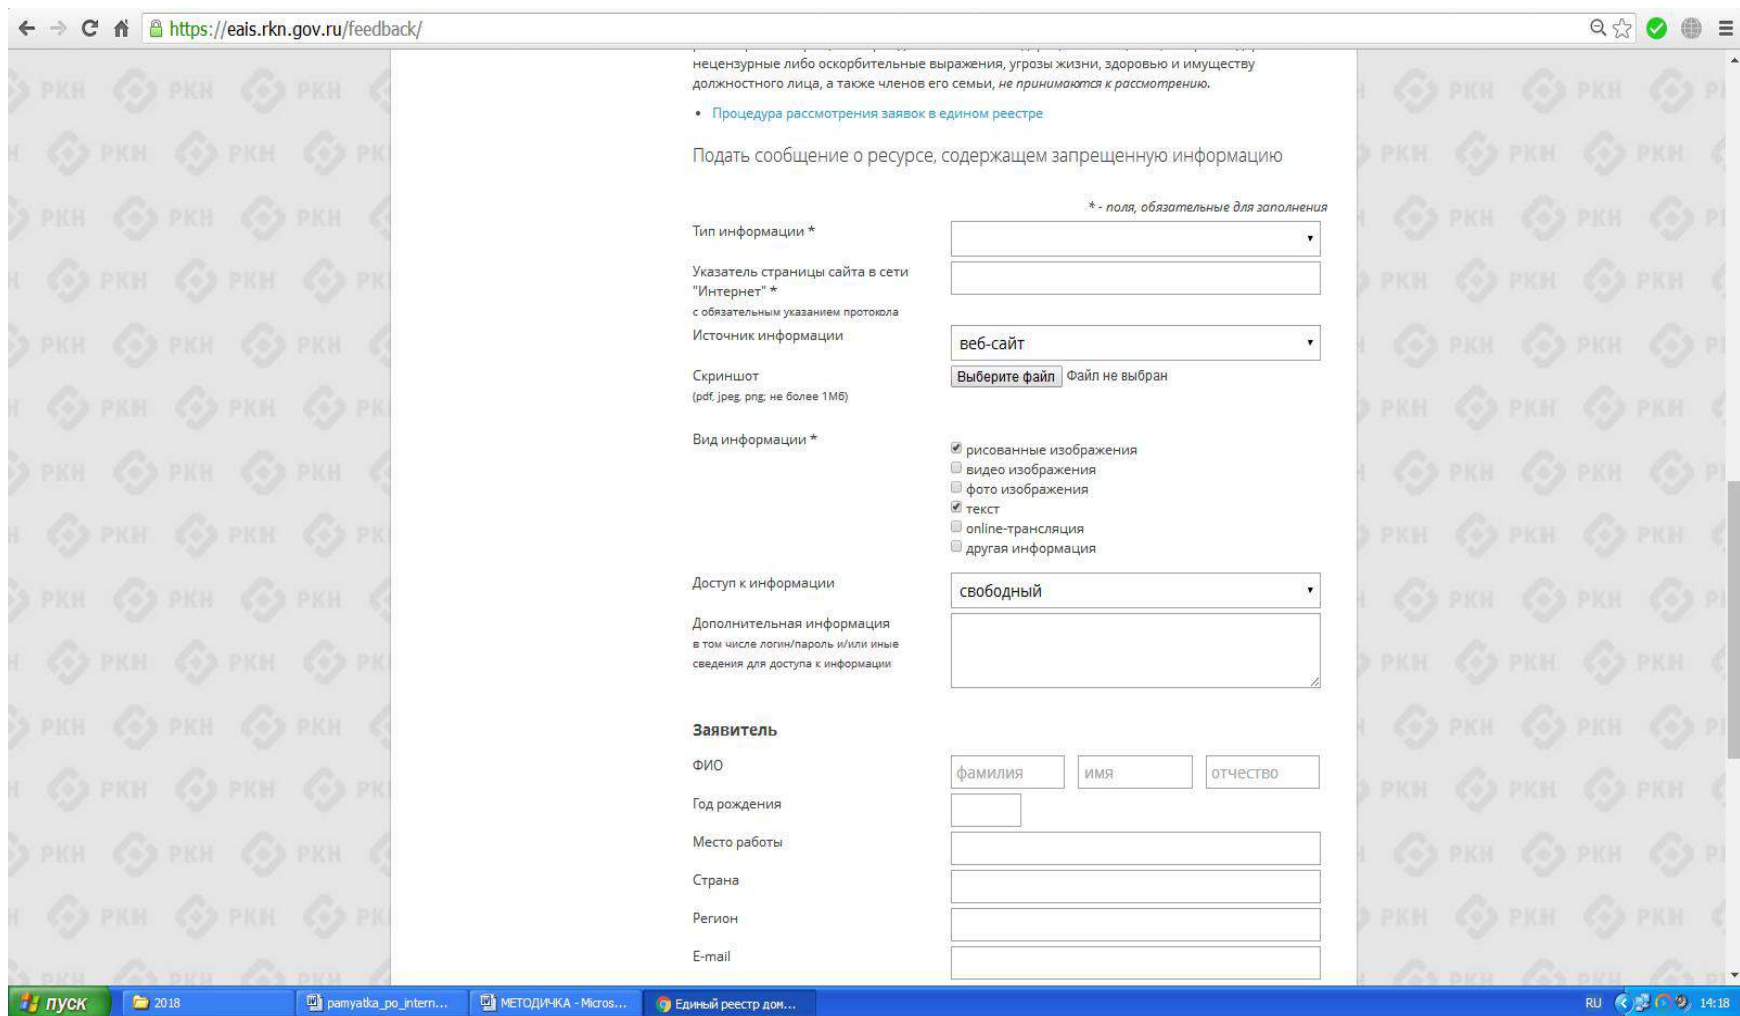 https://eais.rkn.gov.ru/feedback/
нецензурные либо оскорбительные выражения, угрозы жизни, здоровью и имуществу
должностного лица, а также членов его семьи, не принимаются к рассмотрению.
• Процедура рассмотрения заявок в едином реестре
Подать сообщение о ресурсе, содержащем запрещенную информацию
* - поля, обязательные для заполнения
Тип информации *
Указатель страницы сайта в сети
"Интернет" *
с обязательным указанием протокола
Источник информации
веб-сайт
Скриншот
Выберите файл Файл не выбран
(pdf, jpeg, png; не более 1Мб)
Вид информации *
рисованные изображения
видео изображения
фото изображения
текст
online-трансляция
другая информация
Доступ к информации
свободный
Дополнительная информация
в том числе логин/пароль и/или иные
сведения для доступа к информации
Заявитель
ФИО
фамилия имя отчество
Год рождения
Место работы
Страна
Регион
E-mail
РКН
пуск 2018 pamyatka_po_intern... МЕТОДИЧКА - Micros... Единый реестр дом... RU 14:18